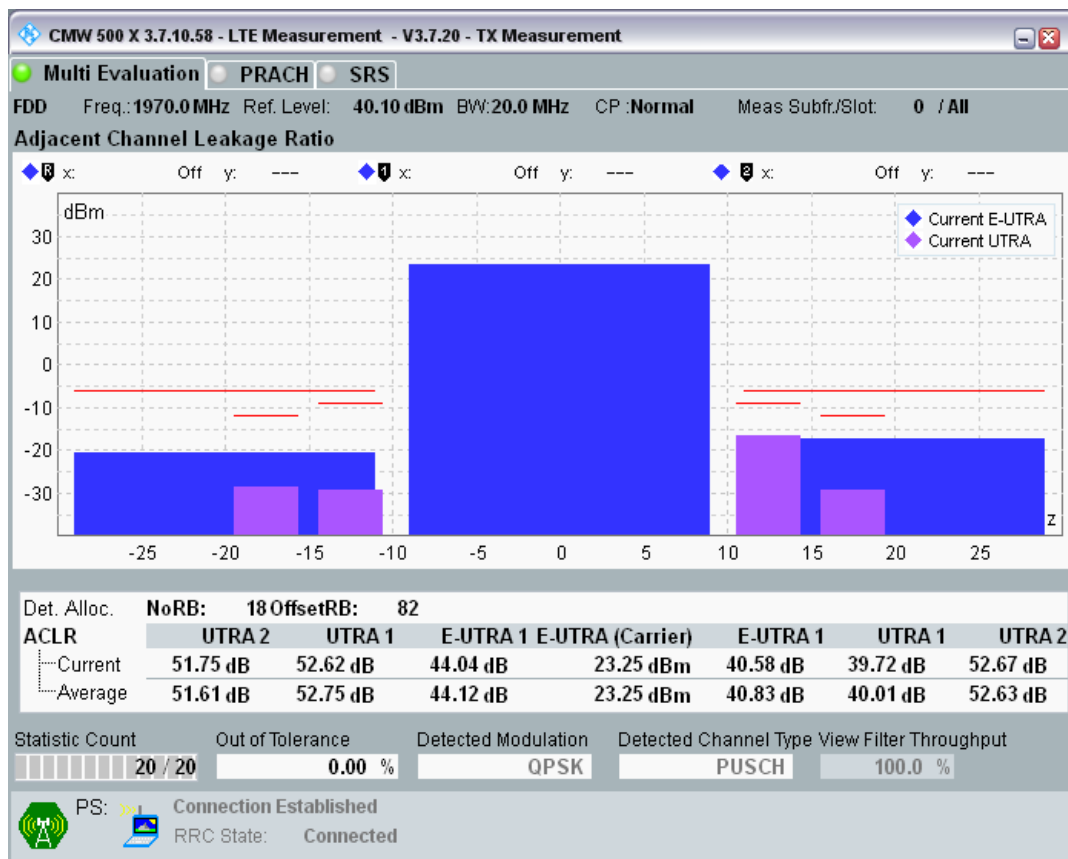 CMW 500 X 3.7.10.58 - LTE Measurement - V3.7.20 - TX Measurement
Multi Evaluation PRACH SRS
FDD Freq.:1970.0 MHz Ref. Level: 40.10 dBm BW:20.0 MHz CP :Normal Meas Subfr./Slot: 0 / All
Adjacent Channel Leakage Ratio
R x: Off y: --- 1 x: Off y: --- 2 x: Off y: ---
dBm
Current E-UTRA
Current UTRA
30
20
10
0
-10
-20
-30
z
-25 -20 -15 -10 -5 0 5 10 15 20 25
Det. Alloc. NoRB: 18 OffsetRB: 82
ACLR UTRA 2 UTRA 1 E-UTRA 1 E-UTRA (Carrier) E-UTRA 1 UTRA 1 UTRA 2
Current 51.75 dB 52.62 dB 44.04 dB 23.25 dBm 40.58 dB 39.72 dB 52.67 dB
Average 51.61 dB 52.75 dB 44.12 dB 23.25 dBm 40.83 dB 40.01 dB 52.63 dB
Statistic Count Out of Tolerance Detected Modulation Detected Channel Type View Filter Throughput
20 / 20 0.00 % QPSK PUSCH 100.0 %
PS: Connection Established
RRC State: Connected